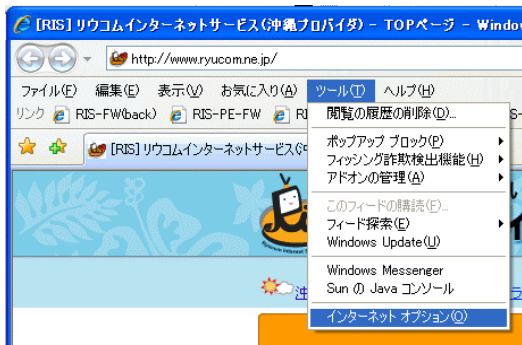 [RIS] リウコムインターネットサービス(沖縄プロバイダ) - TOPページ - Windo
http://www.ryucom.ne.jp/
ファイル(F) 編集(E) 表示(V) お気に入り(A) ツール(T) ヘルプ(H)
リンク RIS-FW(back) RIS-PE-FW RI S-
[RIS] リウコムインターネットサービス(沖
閲覧の履歴の削除(D)...
ポップアップ ブロック(P)
フィッシング詐欺検出機能(H)
アドオンの管理(A)
このフィードの購読(F)...
フィード探索(E)
Windows Update(U)
Windows Messenger
Sun の Java コンソール
インターネット オプション(O)
沖